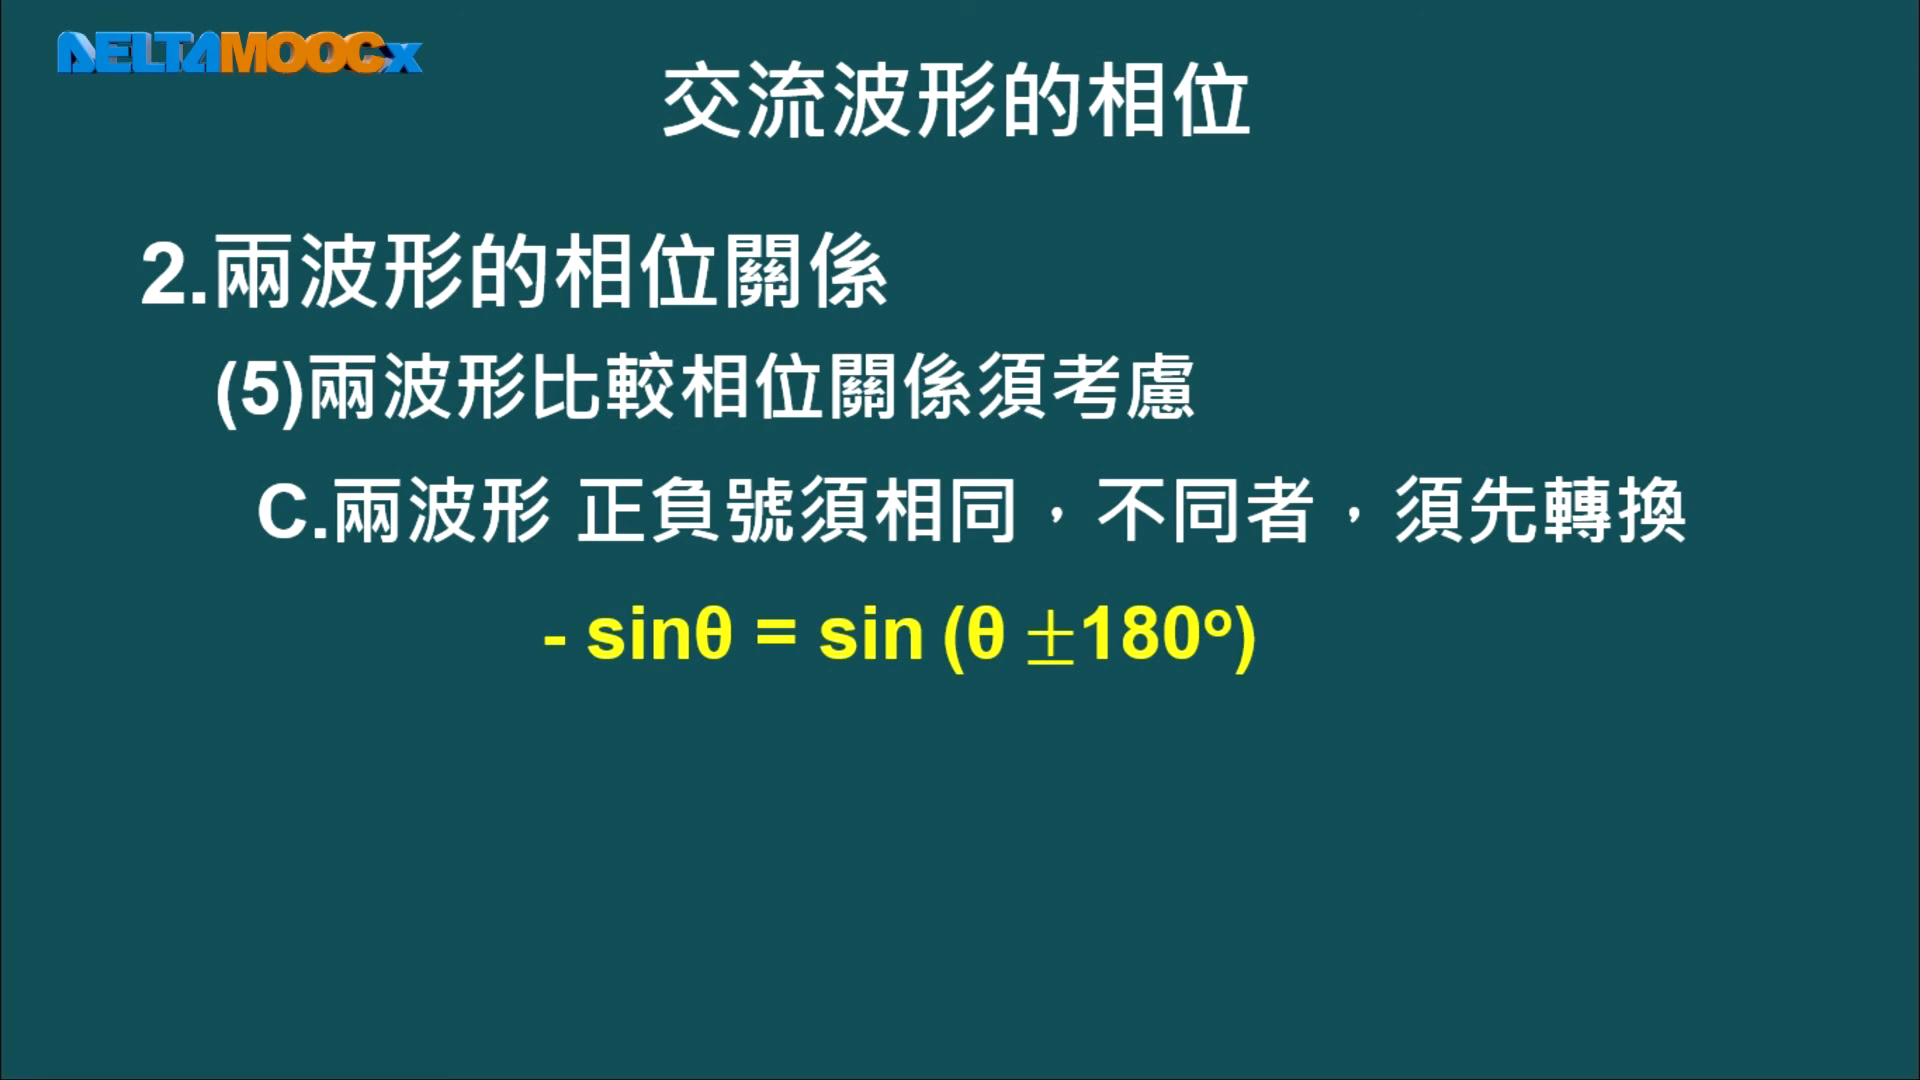 DELTAMOOCx
交流波形的相位
2.兩波形的相位關係
(5)兩波形比較相位關係須考慮
C.兩波形 正負號須相同，不同者，須先轉換
- sinθ = sin (θ ±180º)